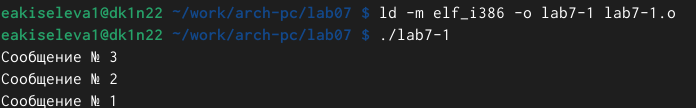 eakiseleva1@dk1n22 ~/work/arch-pc/lab07 $ ld -m elf_i386 -o lab7-1 lab7-1.o
eakiseleva1@dk1n22 ~/work/arch-pc/lab07 $ ./lab7-1
Сообщение № 3
Сообщение № 2
Сообщение № 1